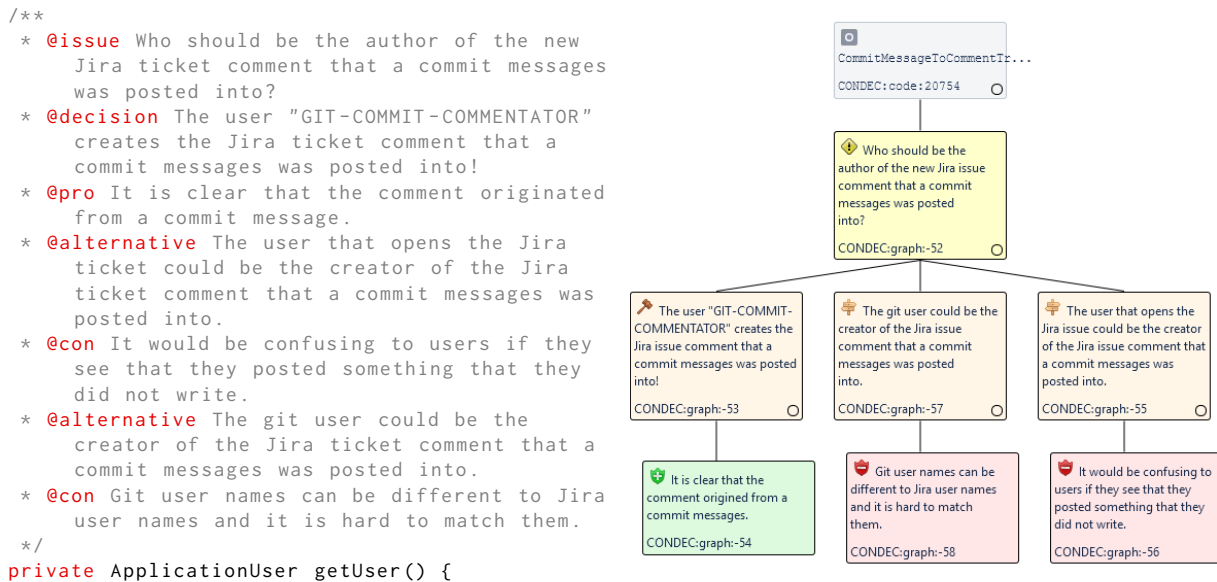 /**
* @issue Who should be the author of the new
Jira ticket comment that a commit messages
was posted into?
* @decision The user "GIT-COMMIT-COMMENTATOR"
creates the Jira ticket comment that a
commit messages was posted into!
* @pro It is clear that the comment originated
from a commit message.
* @alternative The user that opens the Jira
ticket could be the creator of the Jira
ticket comment that a commit messages was
posted into.
* @con It would be confusing to users if they
see that they posted something that they
did not write.
* @alternative The git user could be the
creator of the Jira ticket comment that a
commit messages was posted into.
* @con Git user names can be different to Jira
user names and it is hard to match them.
*/
private ApplicationUser getUser() {
CommitMessageToCommentTr...
CONDEC:code:20754
Who should be the
author of the new Jira issue
comment that a commit
messages was posted
into?
CONDEC:graph:-52
The user "GIT-COMMIT-
COMMENTATOR" creates the
Jira issue comment that a
commit messages was posted
into!
CONDEC:graph:-53
The git user could be the
creator of the Jira issue
comment that a commit
messages was posted
into.
CONDEC:graph:-57
The user that opens the
Jira issue could be the creator
of the Jira issue comment that
a commit messages was
posted into.
CONDEC:graph:-55
It is clear that the
comment origined from a
commit messages.
CONDEC:graph:-54
Git user names can be
different to Jira user names
and it is hard to match
them.
CONDEC:graph:-58
It would be confusing to
users if they see that they
posted something that they
did not write.
CONDEC:graph:-56